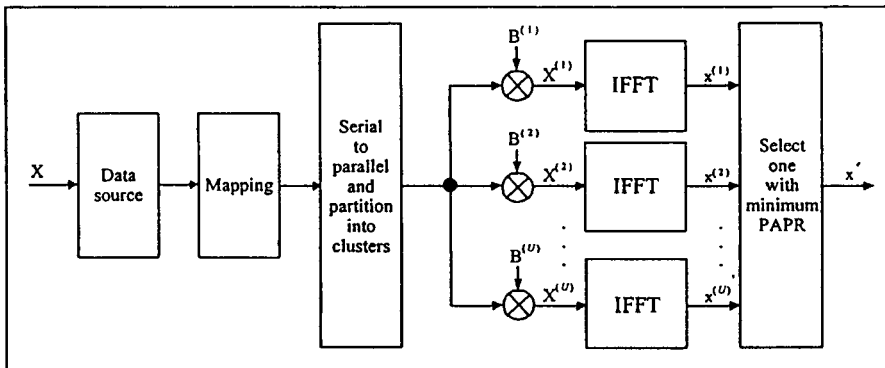 X
Data
source
Mapping
Serial
to
parallel
and
partition
into
clusters
B⁽¹⁾
X⁽¹⁾
IFFT
x⁽¹⁾
B⁽²⁾
X⁽²⁾
IFFT
x⁽²⁾
B⁽ᵁ⁾
X⁽ᵁ⁾
IFFT
x⁽ᵁ⁾
Select
one
with
minimum
PAPR
x′